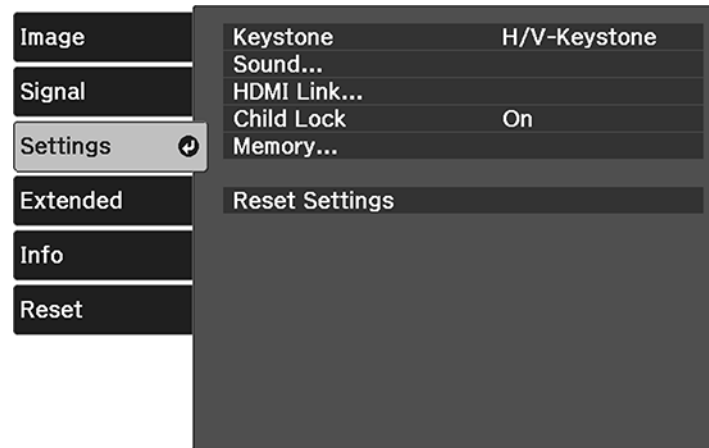 Image
Signal
Settings
Extended
Info
Reset
Keystone H/V-Keystone
Sound...
HDMI Link...
Child Lock On
Memory...
Reset Settings